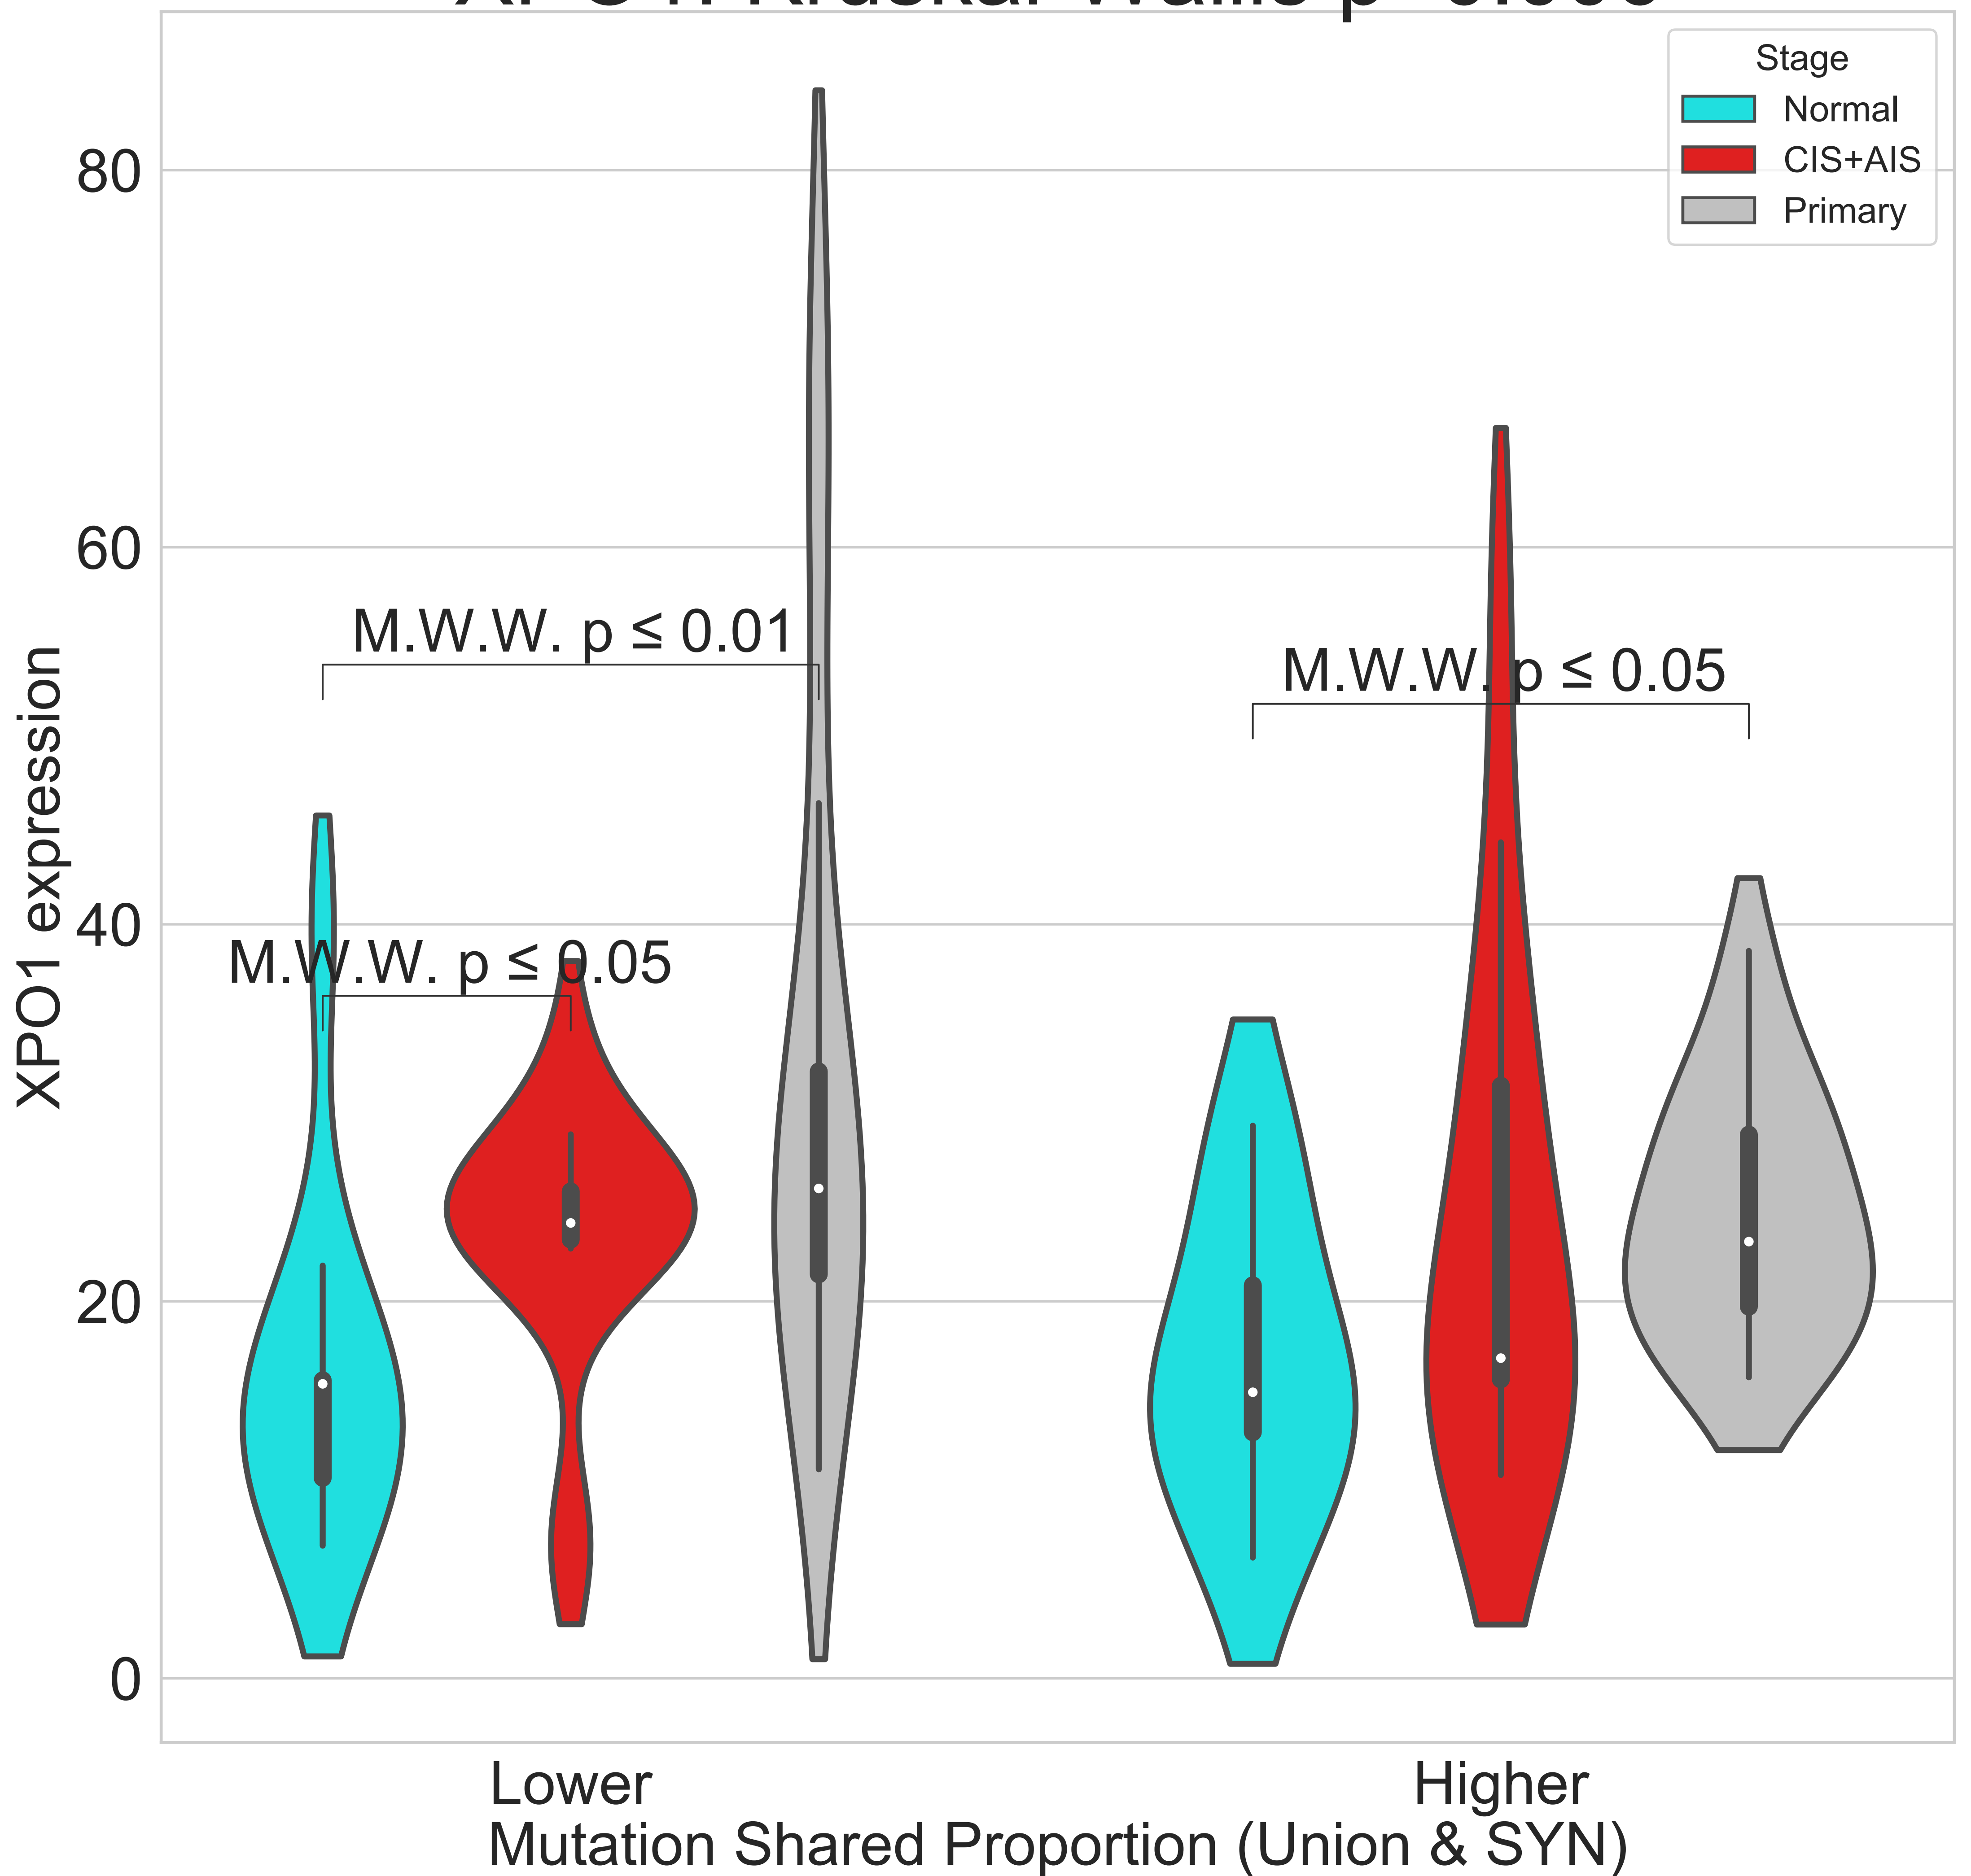 Stage
Normal
CIS+AIS
Primary
80
60
40
20
0
XPO1 expression
M.W.W. p ≤ 0.01
M.W.W. p ≤ 0.05
M.W.W. p ≤ 0.05
Lower
Higher
Mutation Shared Proportion (Union & SYN)